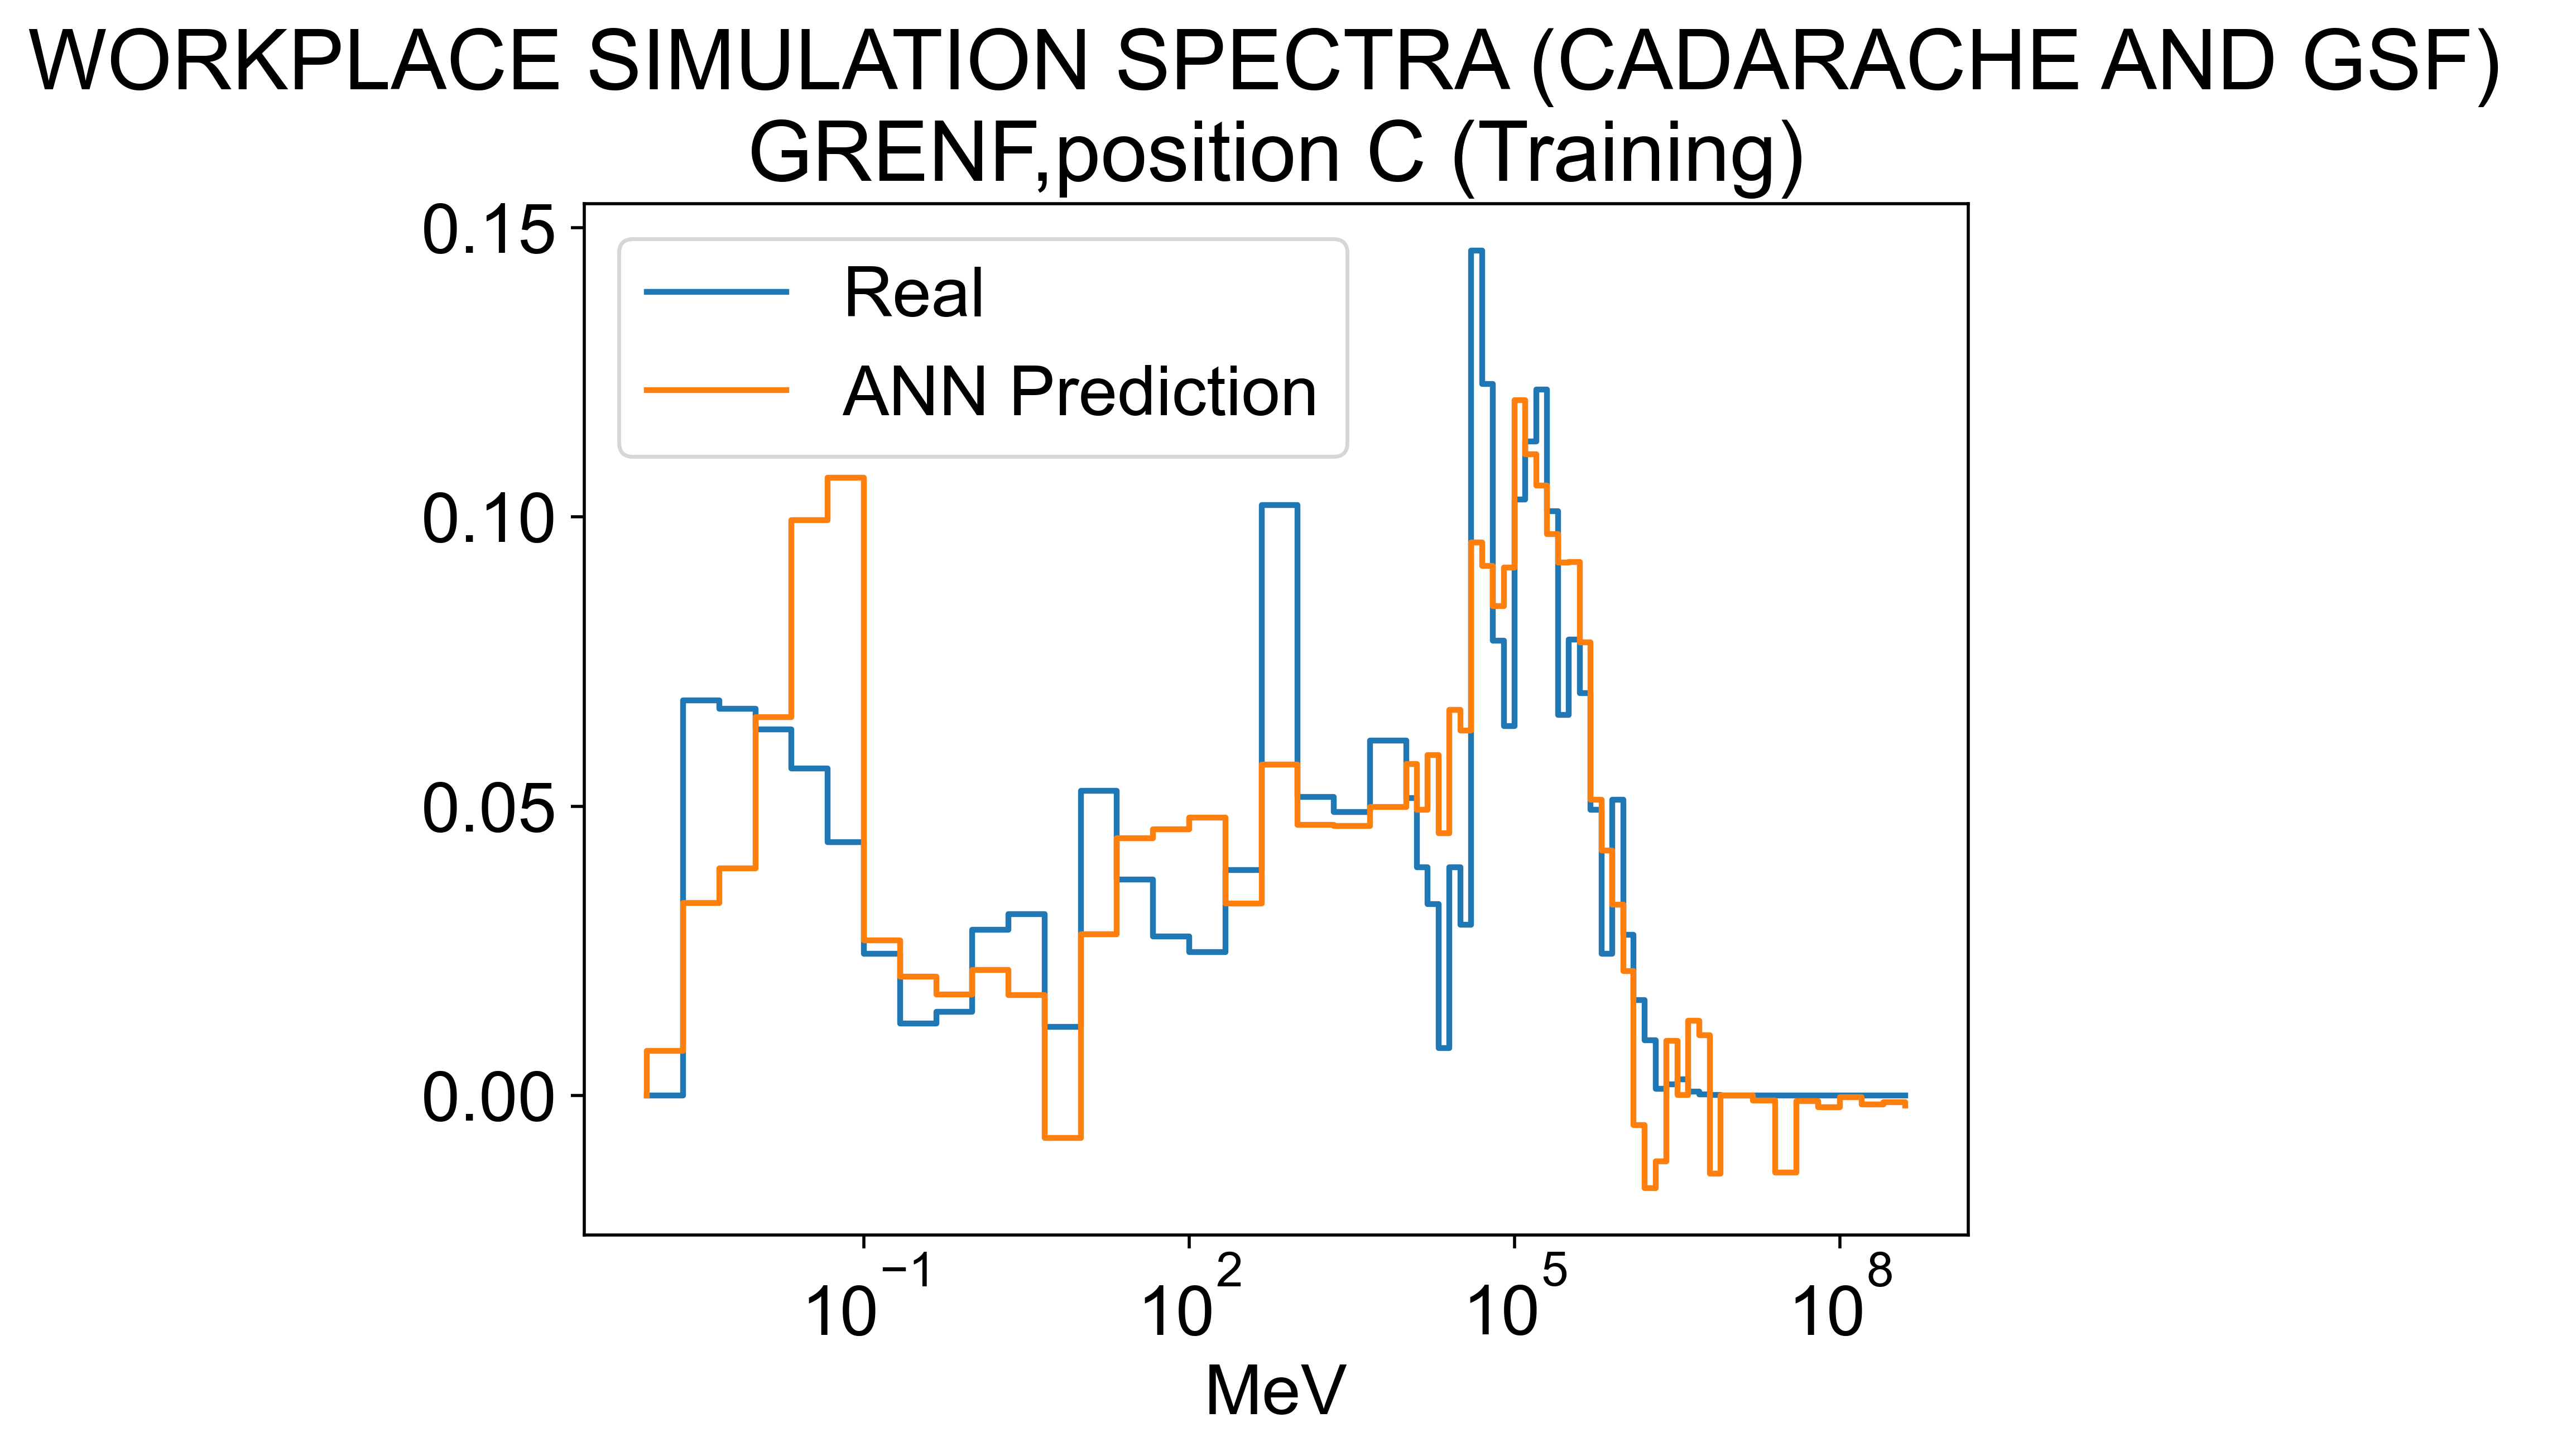 WORKPLACE SIMULATION SPECTRA (CADARACHE AND GSF)
GRENF,position C (Training)
0.15
Real
ANN Prediction
0.10
0.05
0.00
10⁻¹ 10² 10⁵ 10⁸
MeV